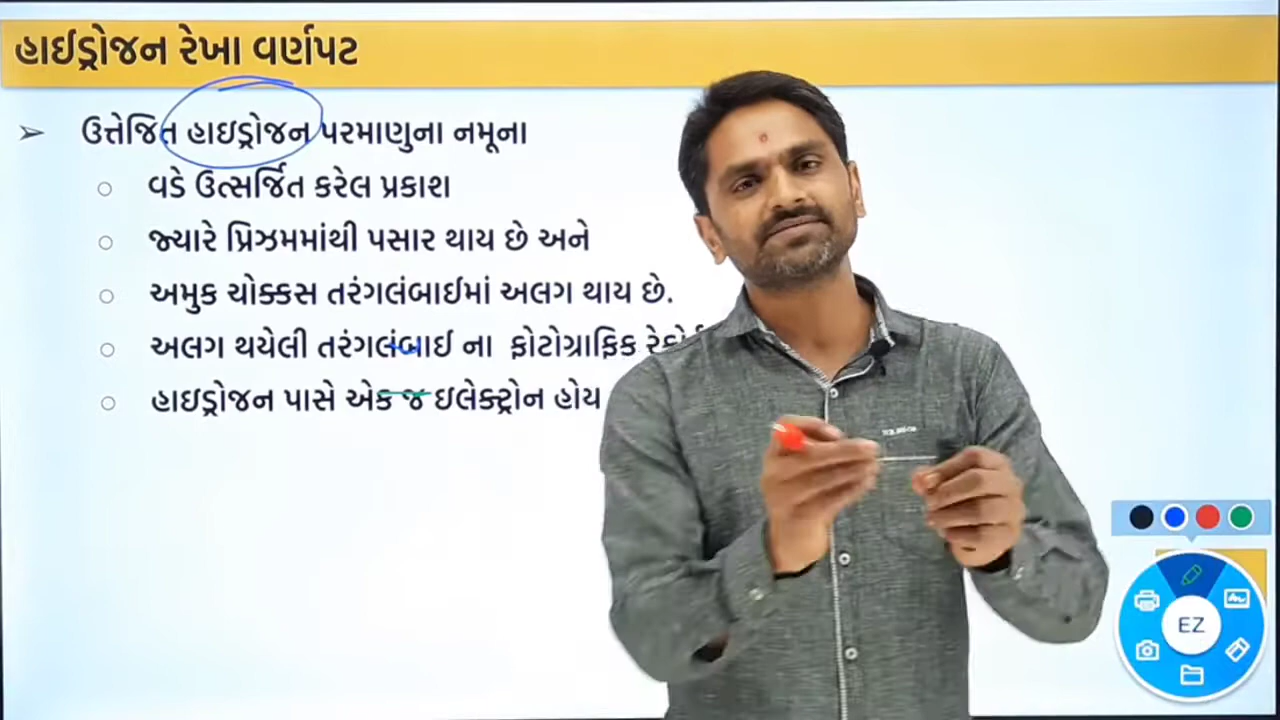 હાઈડ્રોજન રેખા વર્ણપટ
ઉત્તેજિત હાઇડ્રોજન પરમાણુના નમૂના
વડે ઉત્સર્જિત કરેલ પ્રકાશ
જ્યારે પ્રિઝમમાંથી પસાર થાય છે અને
અમુક ચોક્કસ તરંગલંબાઈમાં અલગ થાય છે.
અલગ થયેલી તરંગલંબાઈ ના ફોટોગ્રાફિક
હાઇડ્રોજન પાસે એક જ ઇલેક્ટ્રોન હોય
EZ